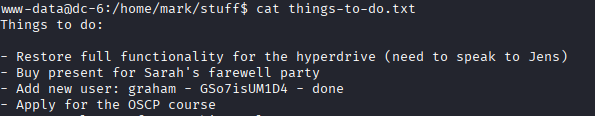 www-data@dc-6:/home/mark/stuff$ cat things-to-do.txt
Things to do:
- Restore full functionality for the hyperdrive (need to speak to Jens)
- Buy present for Sarah's farewell party
- Add new user: graham - GSo7isUM1D4 - done
- Apply for the OSCP course